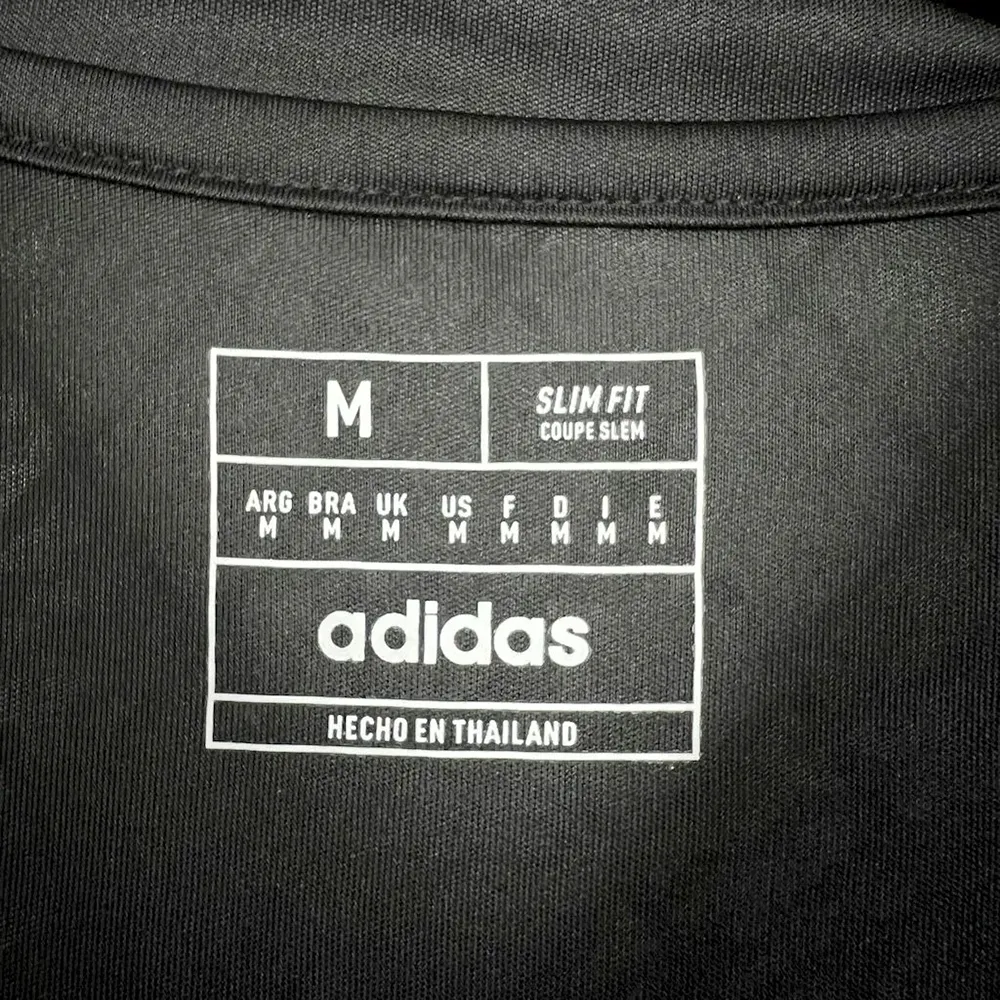 M
SLIM FIT
COUPE SLEM
ARG BRA UK US F D I E
M M M M M M M M
adidas
HECHO EN THAILAND